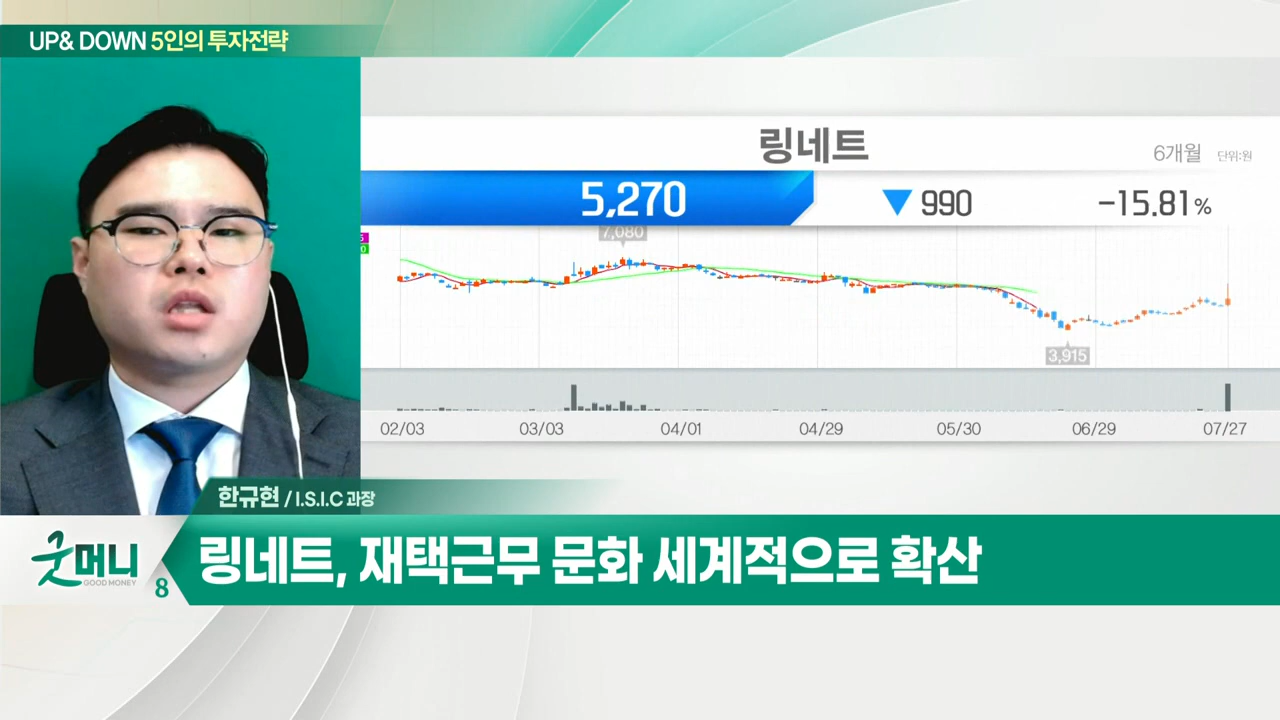 UP& DOWN 5인의 투자전략
링네트
6개월 단위:원
5,270 ▼ 990 -15.81%
7,080
3,915
02/03 03/03 04/01 04/29 05/30 06/29 07/27
한규현 / I.S.I.C 과장
굿머니
GOOD MONEY
8
링네트, 재택근무 문화 세계적으로 확산